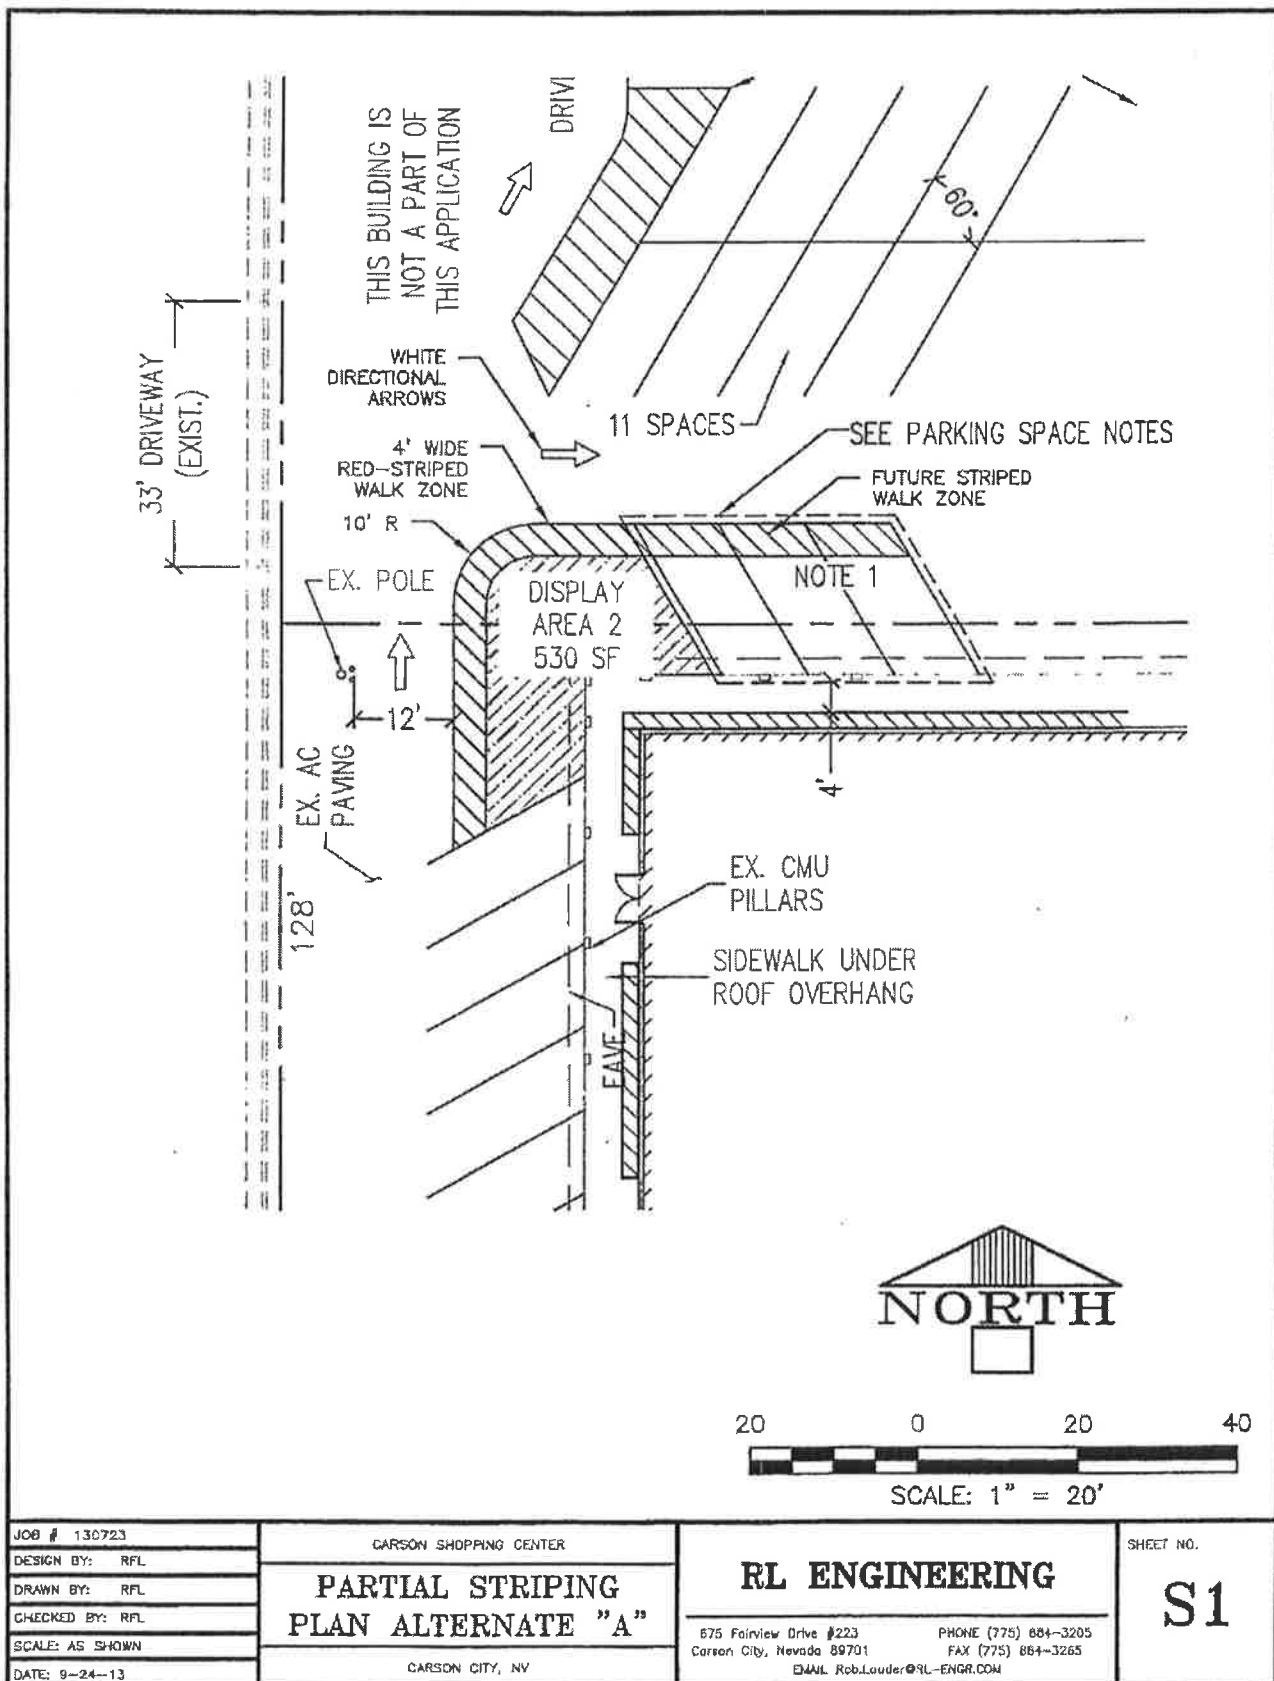 DRIVI
THIS BUILDING IS
NOT A PART OF
THIS APPLICATION
60°
33' DRIVEWAY
(EXIST.)
WHITE
DIRECTIONAL
ARROWS
11 SPACES
SEE PARKING SPACE NOTES
4' WIDE
RED-STRIPED
WALK ZONE
FUTURE STRIPED
WALK ZONE
10' R
EX. POLE
DISPLAY
AREA 2
530 SF
NOTE 1
12'
4'
EX. AC
PAVING
128'
EX. CMU
PILLARS
SIDEWALK UNDER
ROOF OVERHANG
EAVE
NORTH
20 0 20 40
SCALE: 1" = 20'
JOB # 130723
DESIGN BY: RFL
DRAWN BY: RFL
CHECKED BY: RFL
SCALE: AS SHOWN
DATE: 9-24-13
CARSON SHOPPING CENTER
PARTIAL STRIPING
PLAN ALTERNATE "A"
CARSON CITY, NV
RL ENGINEERING
675 Fairview Drive #223 PHONE (775) 884-3205
Carson City, Nevada 89701 FAX (775) 884-3265
EMAIL Rob.Lauder@RL-ENGR.COM
SHEET NO.
S1